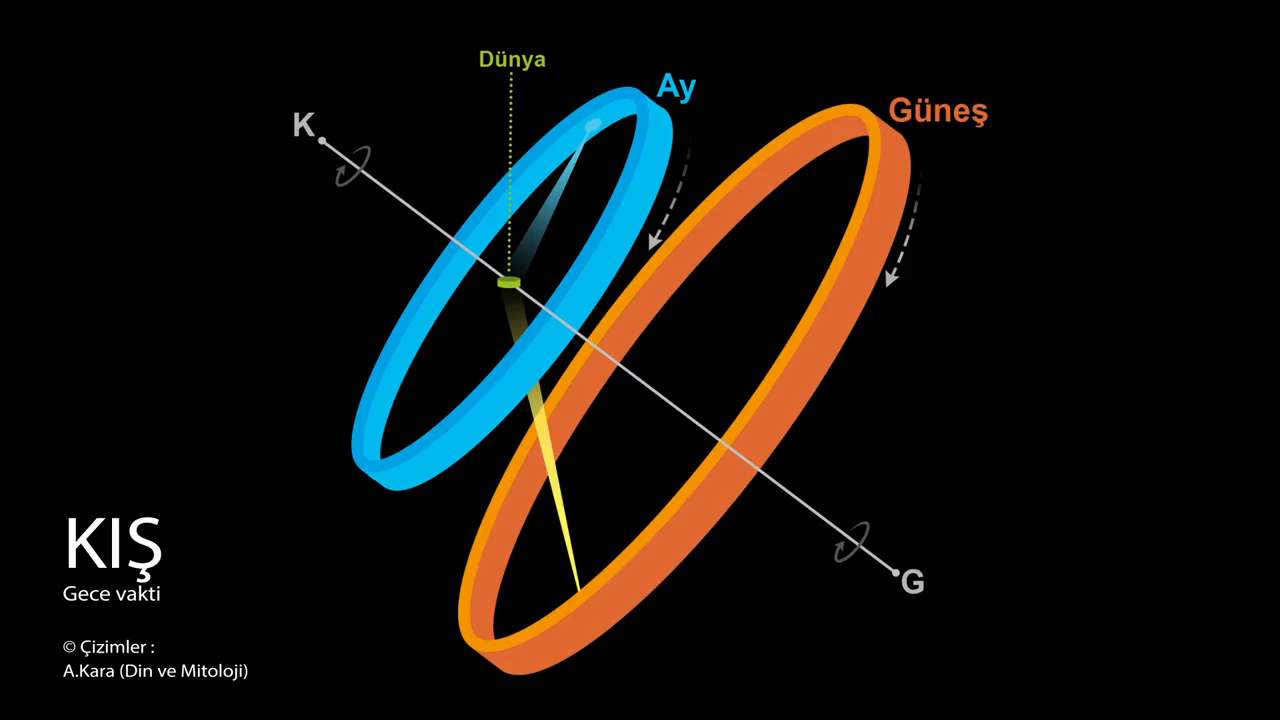 Dünya
Ay
Güneş
K
G
KIŞ
Gece vakti
© Çizimler :
A.Kara (Din ve Mitoloji)